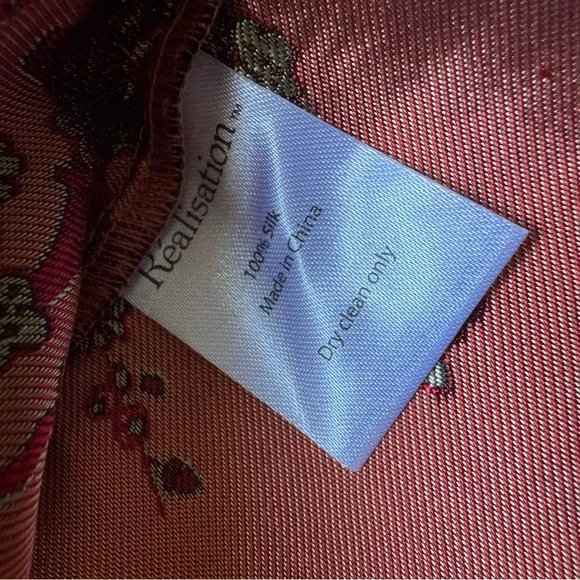 Réalisation™
100% silk
Made in China
Dry clean only